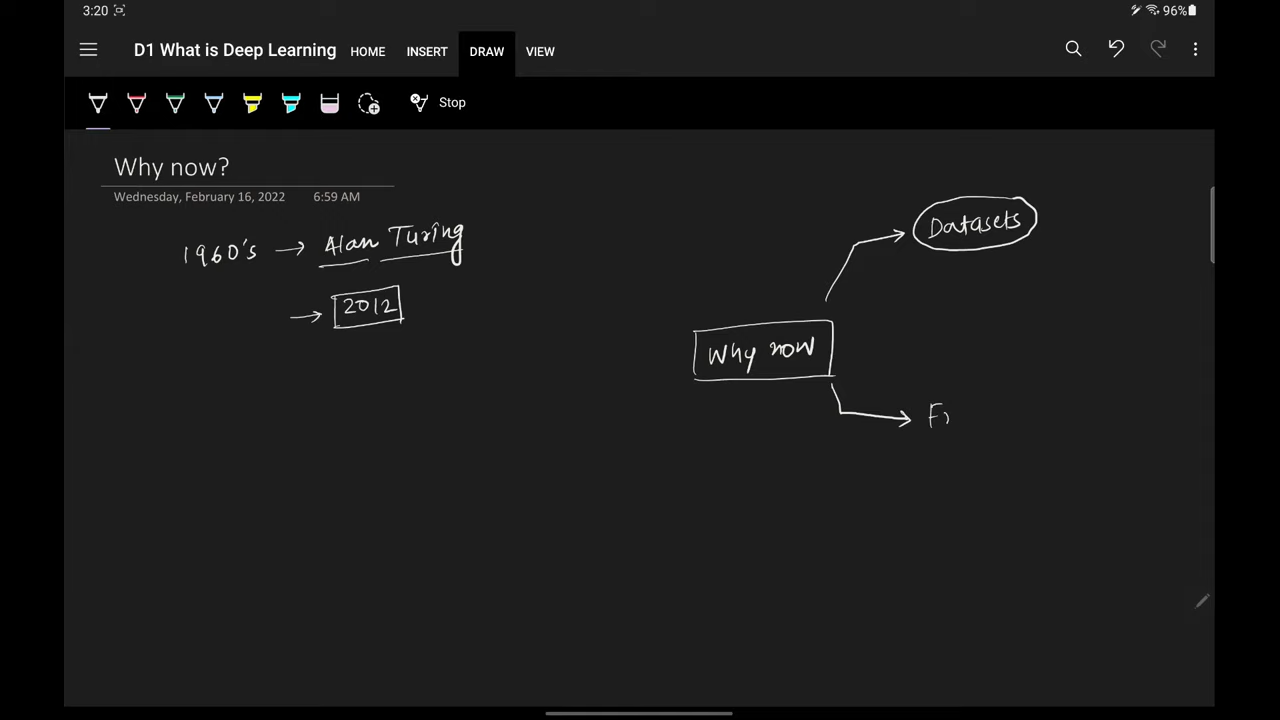 3:20 96%
D1 What is Deep Learning HOME INSERT DRAW VIEW
Stop
Why now?
Wednesday, February 16, 2022 6:59 AM
1960's → Alan Turing
→ 2012
Datasets
Why now